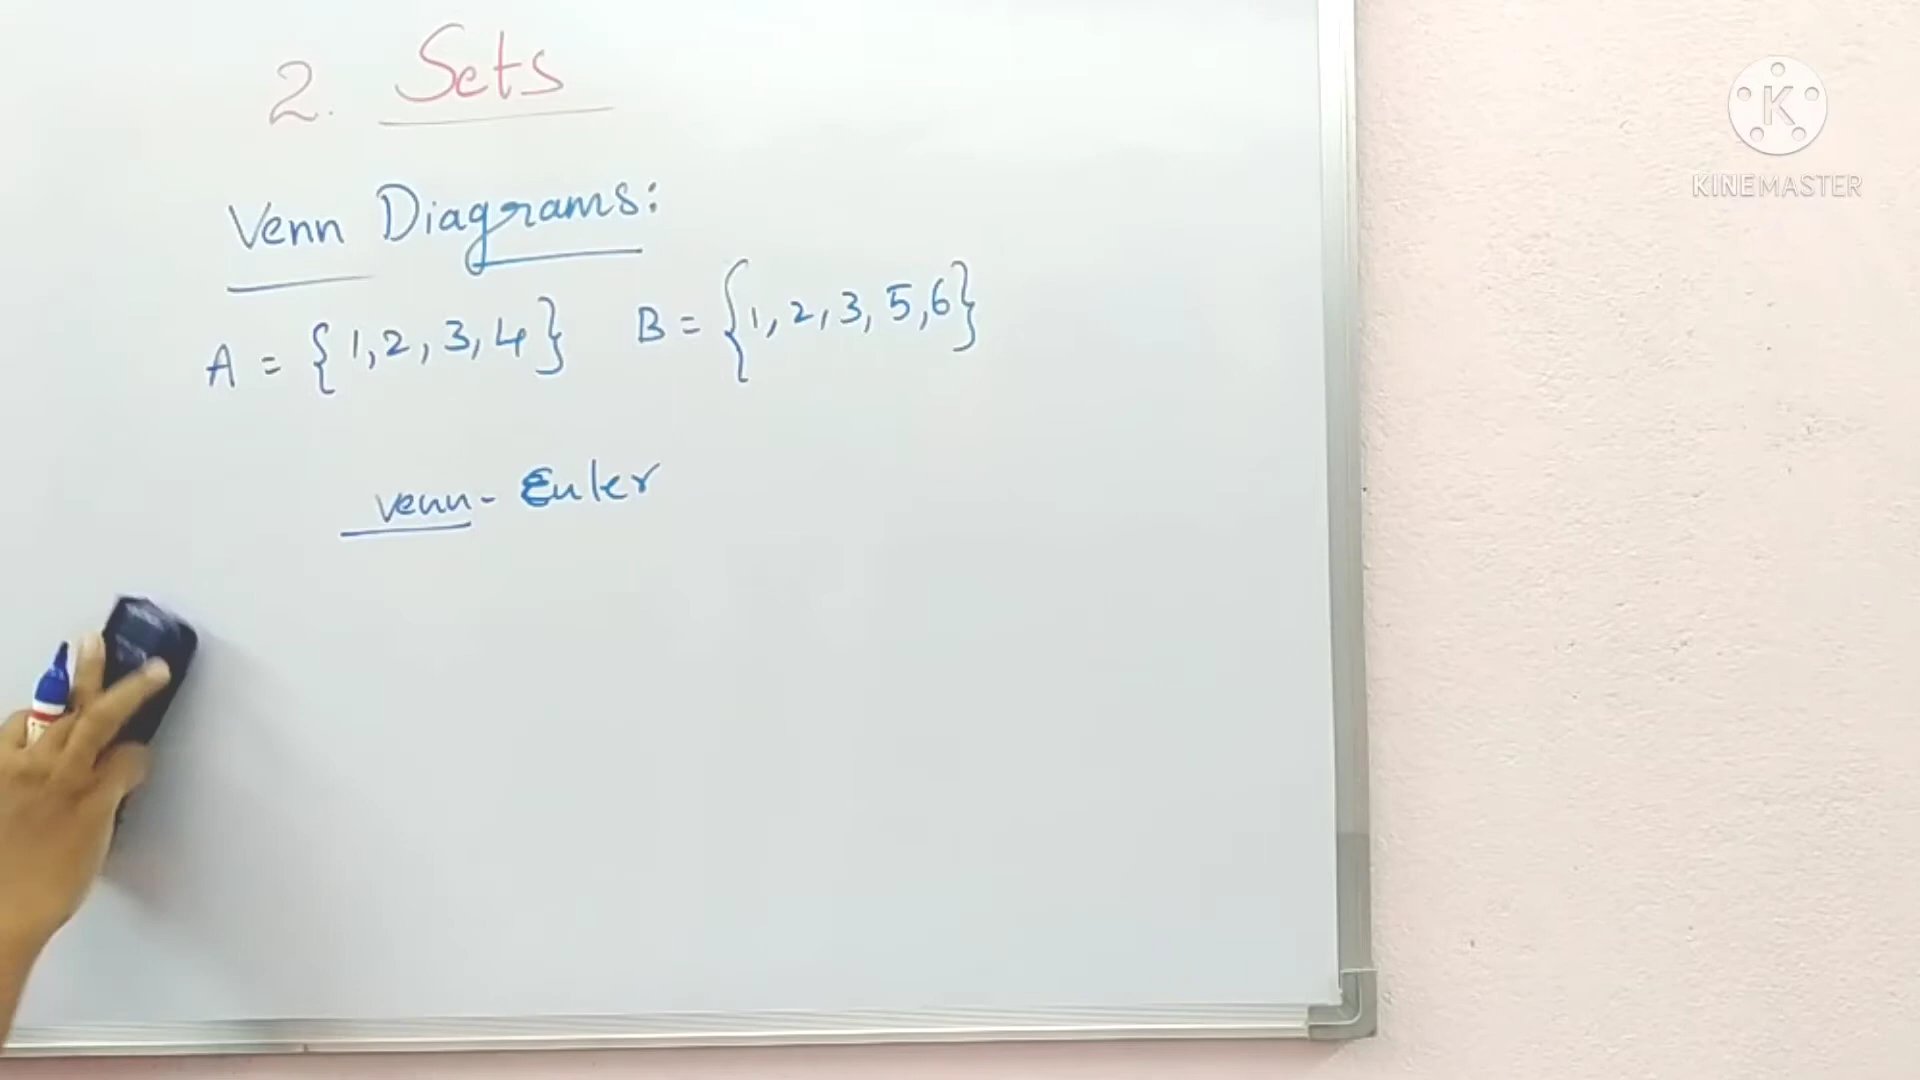 2. Sets
Venn Diagrams:
A = {1,2,3,4} B = {1,2,3,5,6}
venn- Euler
K
KINEMASTER